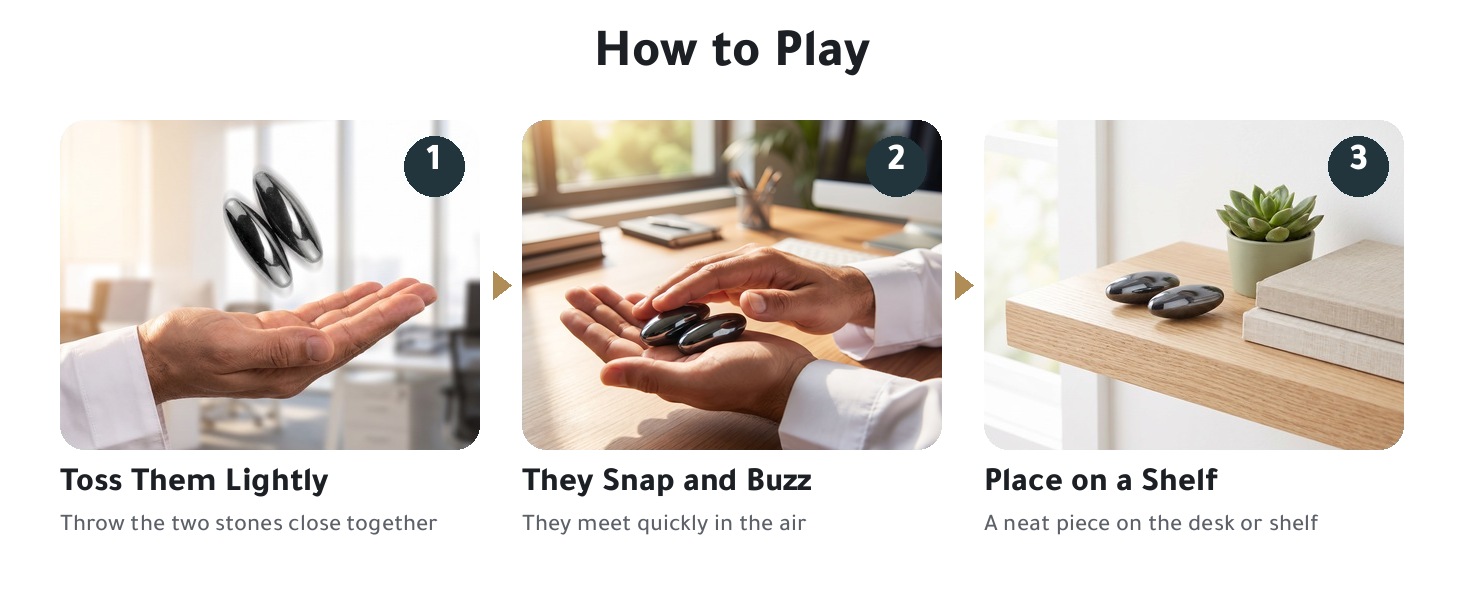 How to Play
1
2
3
Toss Them Lightly
They Snap and Buzz
Place on a Shelf
Throw the two stones close together
They meet quickly in the air
A neat piece on the desk or shelf